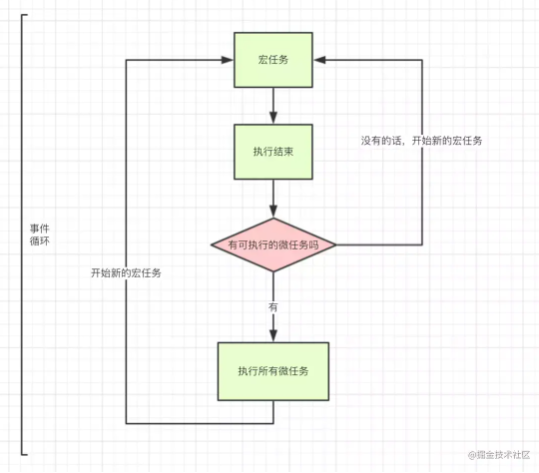 宏任务
没有的话，开始新的宏任务
执行结束
事件
循环
有可执行的微任务吗
开始新的宏任务
有
执行所有微任务
@掘金技术社区